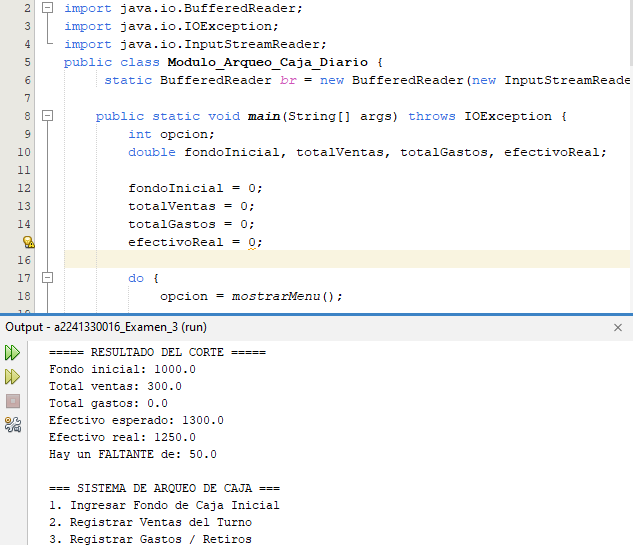 2 import java.io.BufferedReader;
3 import java.io.IOException;
4 import java.io.InputStreamReader;
5 public class Modulo_Arqueo_Caja_Diario {
6 static BufferedReader br = new BufferedReader(new InputStreamReade
7
8 public static void main(String[] args) throws IOException {
9 int opcion;
10 double fondoInicial, totalVentas, totalGastos, efectivoReal;
11
12 fondoInicial = 0;
13 totalVentas = 0;
14 totalGastos = 0;
efectivoReal = 0;
16
17 do {
18 opcion = mostrarMenu();
Output - a2241330016_Examen_3 (run)
===== RESULTADO DEL CORTE =====
Fondo inicial: 1000.0
Total ventas: 300.0
Total gastos: 0.0
Efectivo esperado: 1300.0
Efectivo real: 1250.0
Hay un FALTANTE de: 50.0
=== SISTEMA DE ARQUEO DE CAJA ===
1. Ingresar Fondo de Caja Inicial
2. Registrar Ventas del Turno
3. Registrar Gastos / Retiros